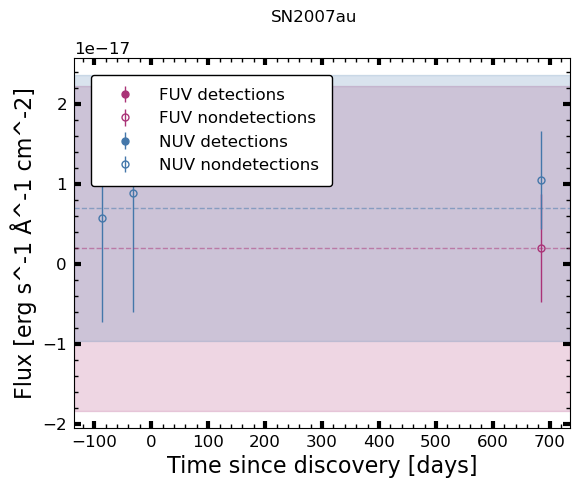 SN2007au
1e−17
FUV detections
FUV nondetections
NUV detections
NUV nondetections
2
1
0
−1
−2
Flux [erg s^-1 Å^-1 cm^-2]
−100 0 100 200 300 400 500 600 700
Time since discovery [days]